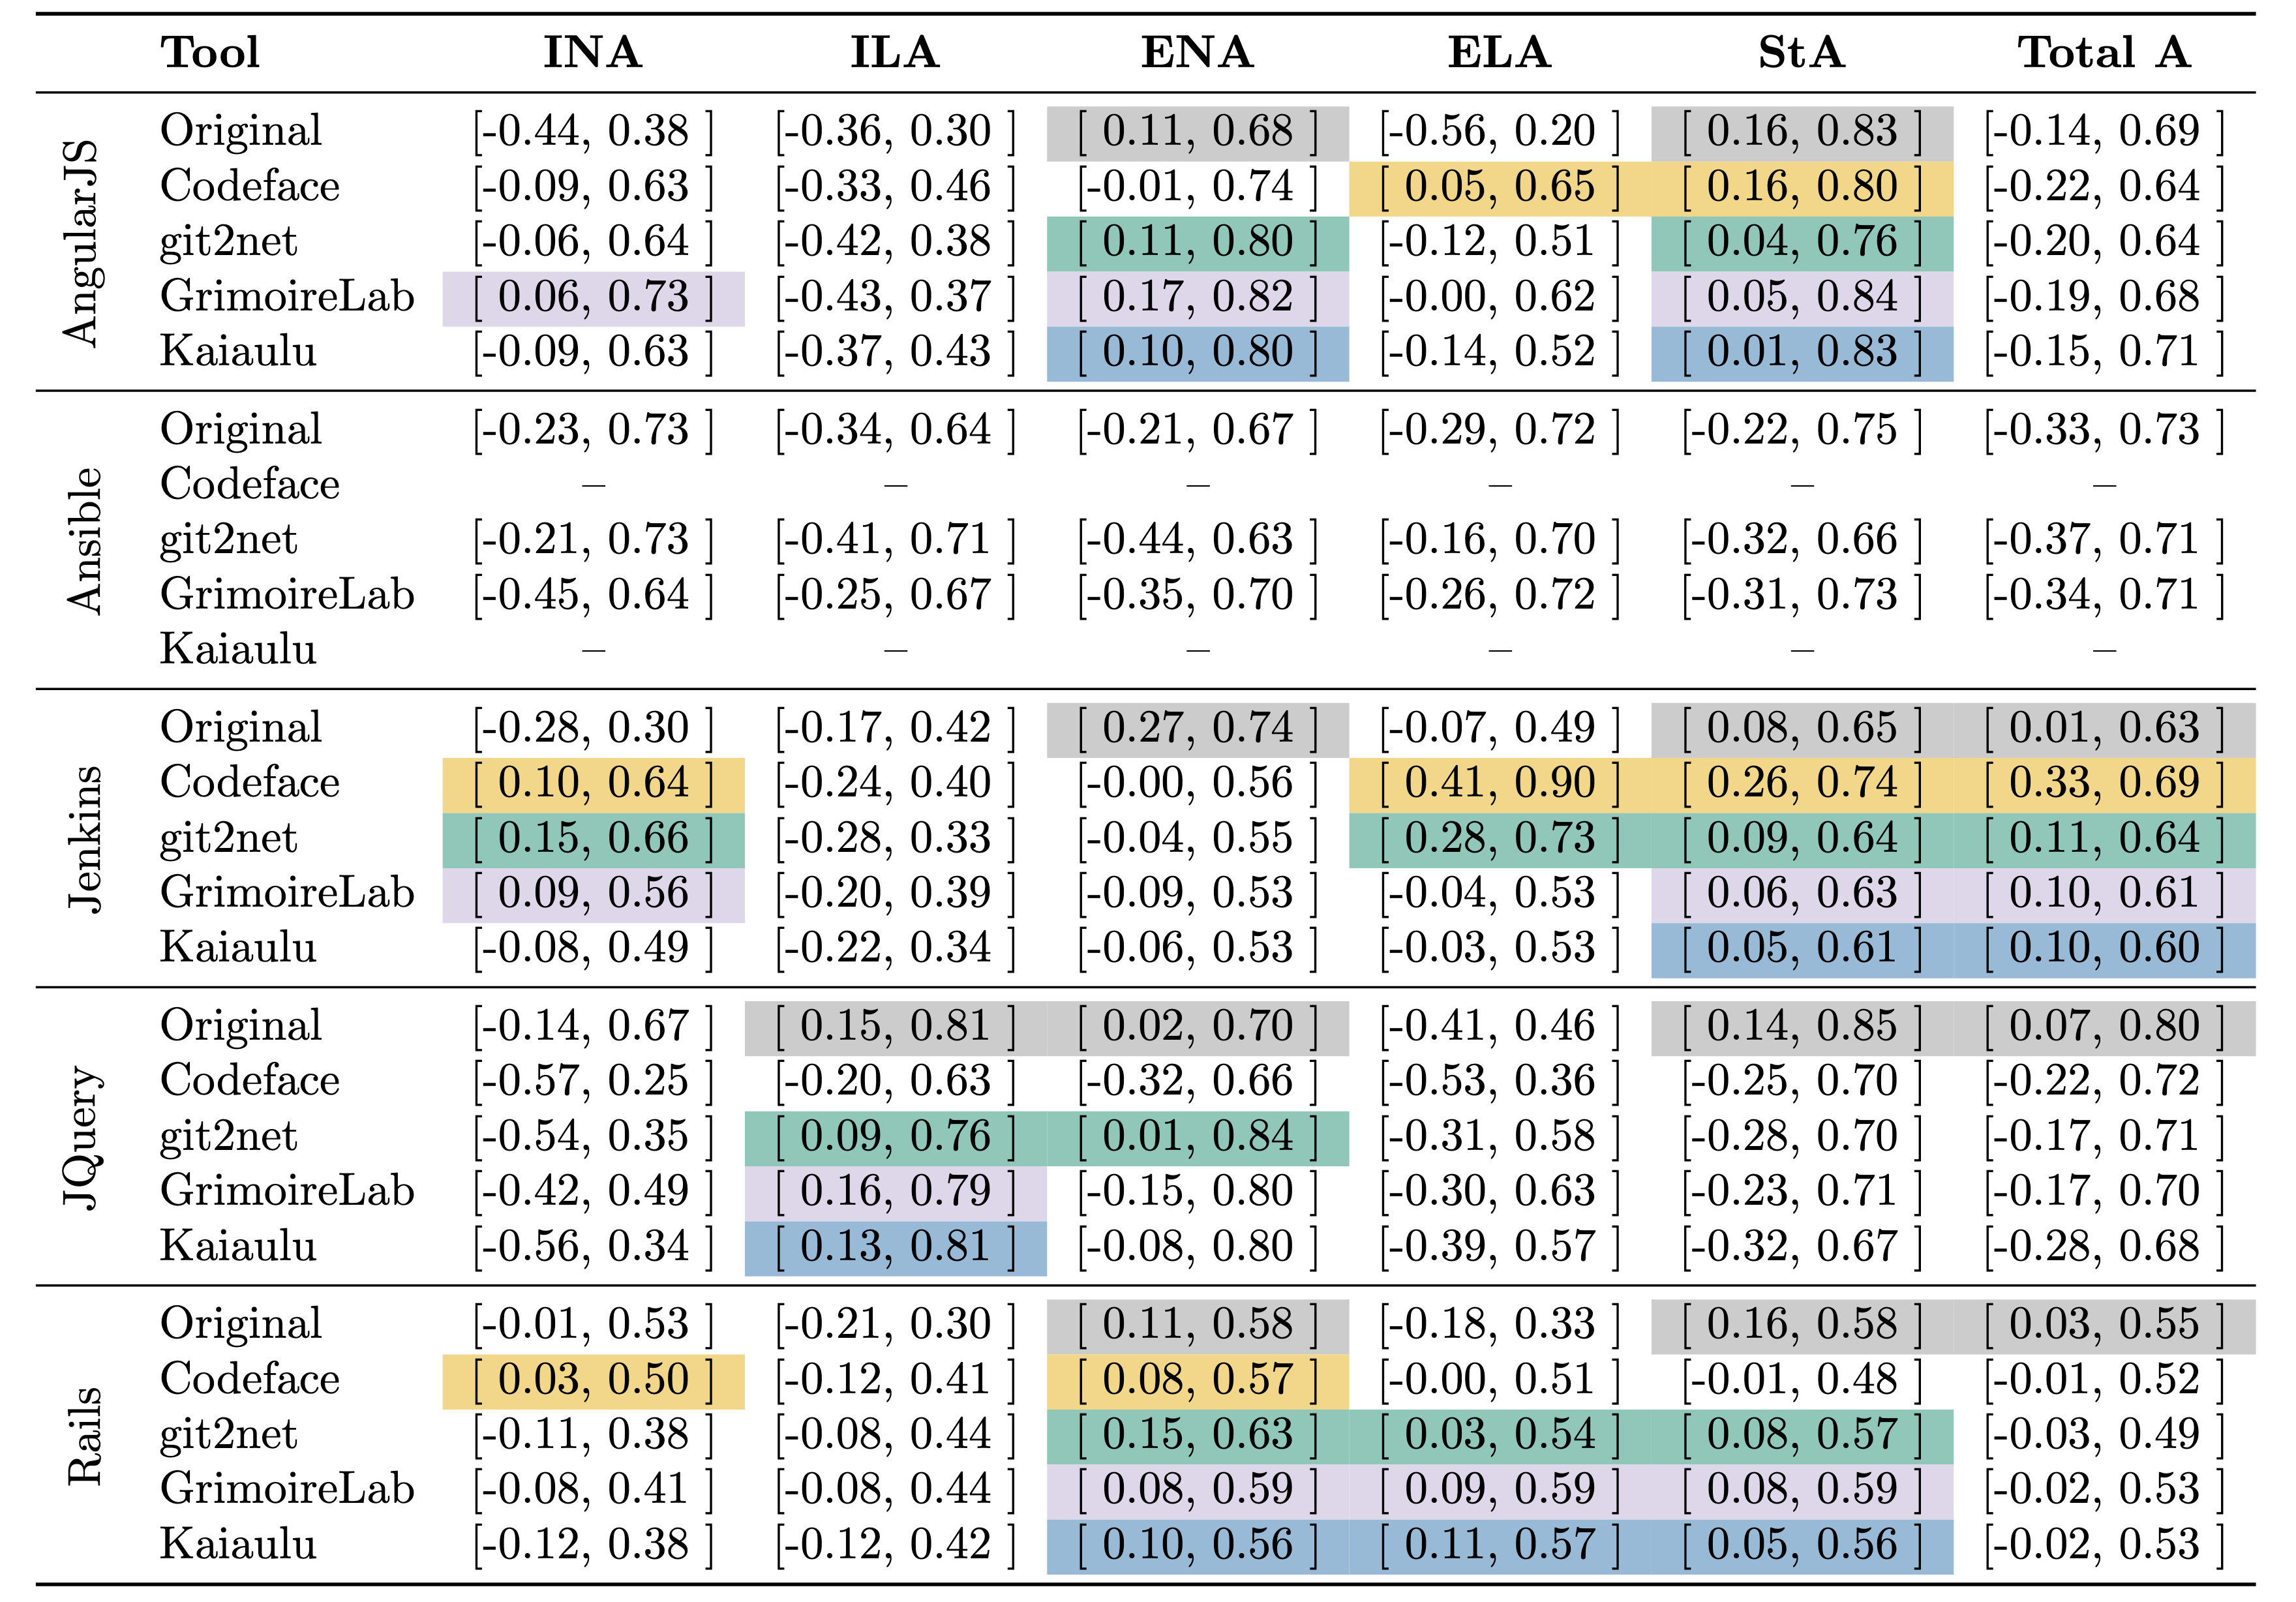 Tool INA ILA ENA ELA StA Total A
AngularJS
Original [-0.44, 0.38 ] [-0.36, 0.30 ] [ 0.11, 0.68 ] [-0.56, 0.20 ] [ 0.16, 0.83 ] [-0.14, 0.69 ]
Codeface [-0.09, 0.63 ] [-0.33, 0.46 ] [-0.01, 0.74 ] [ 0.05, 0.65 ] [ 0.16, 0.80 ] [-0.22, 0.64 ]
git2net [-0.06, 0.64 ] [-0.42, 0.38 ] [ 0.11, 0.80 ] [-0.12, 0.51 ] [ 0.04, 0.76 ] [-0.20, 0.64 ]
GrimoireLab [ 0.06, 0.73 ] [-0.43, 0.37 ] [ 0.17, 0.82 ] [-0.00, 0.62 ] [ 0.05, 0.84 ] [-0.19, 0.68 ]
Kaiaulu [-0.09, 0.63 ] [-0.37, 0.43 ] [ 0.10, 0.80 ] [-0.14, 0.52 ] [ 0.01, 0.83 ] [-0.15, 0.71 ]
Ansible
Original [-0.23, 0.73 ] [-0.34, 0.64 ] [-0.21, 0.67 ] [-0.29, 0.72 ] [-0.22, 0.75 ] [-0.33, 0.73 ]
Codeface – – – – – –
git2net [-0.21, 0.73 ] [-0.41, 0.71 ] [-0.44, 0.63 ] [-0.16, 0.70 ] [-0.32, 0.66 ] [-0.37, 0.71 ]
GrimoireLab [-0.45, 0.64 ] [-0.25, 0.67 ] [-0.35, 0.70 ] [-0.26, 0.72 ] [-0.31, 0.73 ] [-0.34, 0.71 ]
Kaiaulu – – – – – –
Jenkins
Original [-0.28, 0.30 ] [-0.17, 0.42 ] [ 0.27, 0.74 ] [-0.07, 0.49 ] [ 0.08, 0.65 ] [ 0.01, 0.63 ]
Codeface [ 0.10, 0.64 ] [-0.24, 0.40 ] [-0.00, 0.56 ] [ 0.41, 0.90 ] [ 0.26, 0.74 ] [ 0.33, 0.69 ]
git2net [ 0.15, 0.66 ] [-0.28, 0.33 ] [-0.04, 0.55 ] [ 0.28, 0.73 ] [ 0.09, 0.64 ] [ 0.11, 0.64 ]
GrimoireLab [ 0.09, 0.56 ] [-0.20, 0.39 ] [-0.09, 0.53 ] [-0.04, 0.53 ] [ 0.06, 0.63 ] [ 0.10, 0.61 ]
Kaiaulu [-0.08, 0.49 ] [-0.22, 0.34 ] [-0.06, 0.53 ] [-0.03, 0.53 ] [ 0.05, 0.61 ] [ 0.10, 0.60 ]
JQuery
Original [-0.14, 0.67 ] [ 0.15, 0.81 ] [ 0.02, 0.70 ] [-0.41, 0.46 ] [ 0.14, 0.85 ] [ 0.07, 0.80 ]
Codeface [-0.57, 0.25 ] [-0.20, 0.63 ] [-0.32, 0.66 ] [-0.53, 0.36 ] [-0.25, 0.70 ] [-0.22, 0.72 ]
git2net [-0.54, 0.35 ] [ 0.09, 0.76 ] [ 0.01, 0.84 ] [-0.31, 0.58 ] [-0.28, 0.70 ] [-0.17, 0.71 ]
GrimoireLab [-0.42, 0.49 ] [ 0.16, 0.79 ] [-0.15, 0.80 ] [-0.30, 0.63 ] [-0.23, 0.71 ] [-0.17, 0.70 ]
Kaiaulu [-0.56, 0.34 ] [ 0.13, 0.81 ] [-0.08, 0.80 ] [-0.39, 0.57 ] [-0.32, 0.67 ] [-0.28, 0.68 ]
Rails
Original [-0.01, 0.53 ] [-0.21, 0.30 ] [ 0.11, 0.58 ] [-0.18, 0.33 ] [ 0.16, 0.58 ] [ 0.03, 0.55 ]
Codeface [ 0.03, 0.50 ] [-0.12, 0.41 ] [ 0.08, 0.57 ] [-0.00, 0.51 ] [-0.01, 0.48 ] [-0.01, 0.52 ]
git2net [-0.11, 0.38 ] [-0.08, 0.44 ] [ 0.15, 0.63 ] [ 0.03, 0.54 ] [ 0.08, 0.57 ] [-0.03, 0.49 ]
GrimoireLab [-0.08, 0.41 ] [-0.08, 0.44 ] [ 0.08, 0.59 ] [ 0.09, 0.59 ] [ 0.08, 0.59 ] [-0.02, 0.53 ]
Kaiaulu [-0.12, 0.38 ] [-0.12, 0.42 ] [ 0.10, 0.56 ] [ 0.11, 0.57 ] [ 0.05, 0.56 ] [-0.02, 0.53 ]